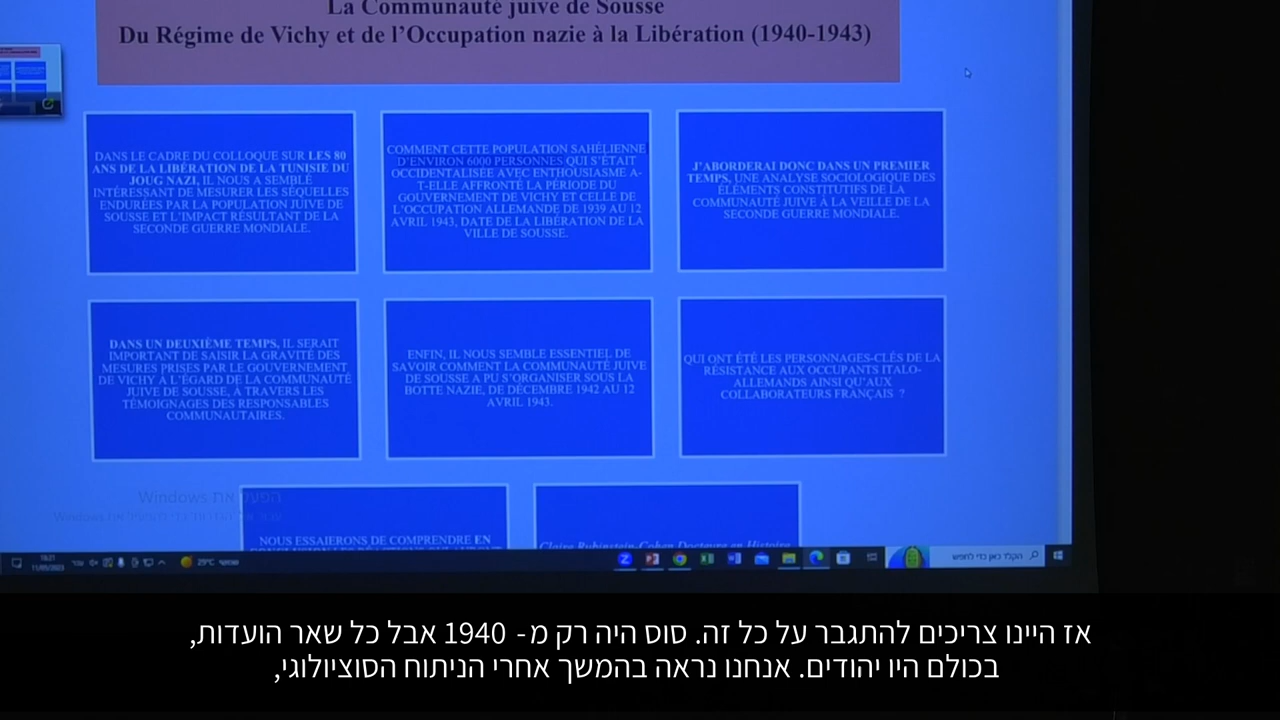 La Communauté juive de Sousse
Du Régime de Vichy et de l'Occupation nazie à la Libération (1940-1943)
DANS LE CADRE DU COLLOQUE SUR LES 80
ANS DE LA LIBÉRATION DE LA TUNISIE DU
JOUG NAZI, IL NOUS A SEMBLÉ
INTÉRESSANT DE MESURER LES SÉQUELLES
ENDURÉES PAR LA POPULATION JUIVE DE
SOUSSE ET L'IMPACT RÉSULTANT DE LA
SECONDE GUERRE MONDIALE.
COMMENT CETTE POPULATION SAHÉLIENNE
D'ENVIRON 6000 PERSONNES QUI S'ÉTAIT
OCCIDENTALISÉE AVEC ENTHOUSIASME A-
T-ELLE AFFRONTÉ LA PÉRIODE DU
GOUVERNEMENT DE VICHY ET CELLE DE
L'OCCUPATION ALLEMANDE DE 1939 AU 12
AVRIL 1943, DATE DE LA LIBÉRATION DE LA
VILLE DE SOUSSE.
J'ABORDERAI DONC DANS UN PREMIER
TEMPS, UNE ANALYSE SOCIOLOGIQUE DES
ÉLÉMENTS CONSTITUTIFS DE LA
COMMUNAUTÉ JUIVE À LA VEILLE DE LA
SECONDE GUERRE MONDIALE.
DANS UN DEUXIÈME TEMPS, IL SERAIT
IMPORTANT DE SAISIR LA GRAVITÉ DES
MESURES PRISES PAR LE GOUVERNEMENT
DE VICHY À L'ÉGARD DE LA COMMUNAUTÉ
JUIVE DE SOUSSE, A TRAVERS LES
TÉMOIGNAGES DES RESPONSABLES
COMMUNAUTAIRES.
ENFIN, IL NOUS SEMBLE ESSENTIEL DE
SAVOIR COMMENT LA COMMUNAUTÉ JUIVE
DE SOUSSE A PU S'ORGANISER SOUS LA
BOTTE NAZIE, DE DÉCEMBRE 1942 AU 12
AVRIL 1943.
QUI ONT ÉTÉ LES PERSONNAGES-CLÉS DE LA
RÉSISTANCE AUX OCCUPANTS ITALO-
ALLEMANDS AINSI QU'AUX
COLLABORATEURS FRANÇAIS ?
הפעל את Windows
NOUS ESSAIERONS DE COMPRENDRE EN
Claire Rubinstein-Cohen Docteure en Histoire
הקלד כאן כדי לחפש
25°C
11/05/2023
אז היינו צריכים להתגבר על כל זה. סוס היה רק מ- 1940 אבל כל שאר הועדות,
בכולם היו יהודים. אנחנו נראה בהמשך אחרי הניתוח הסוציולוגי,